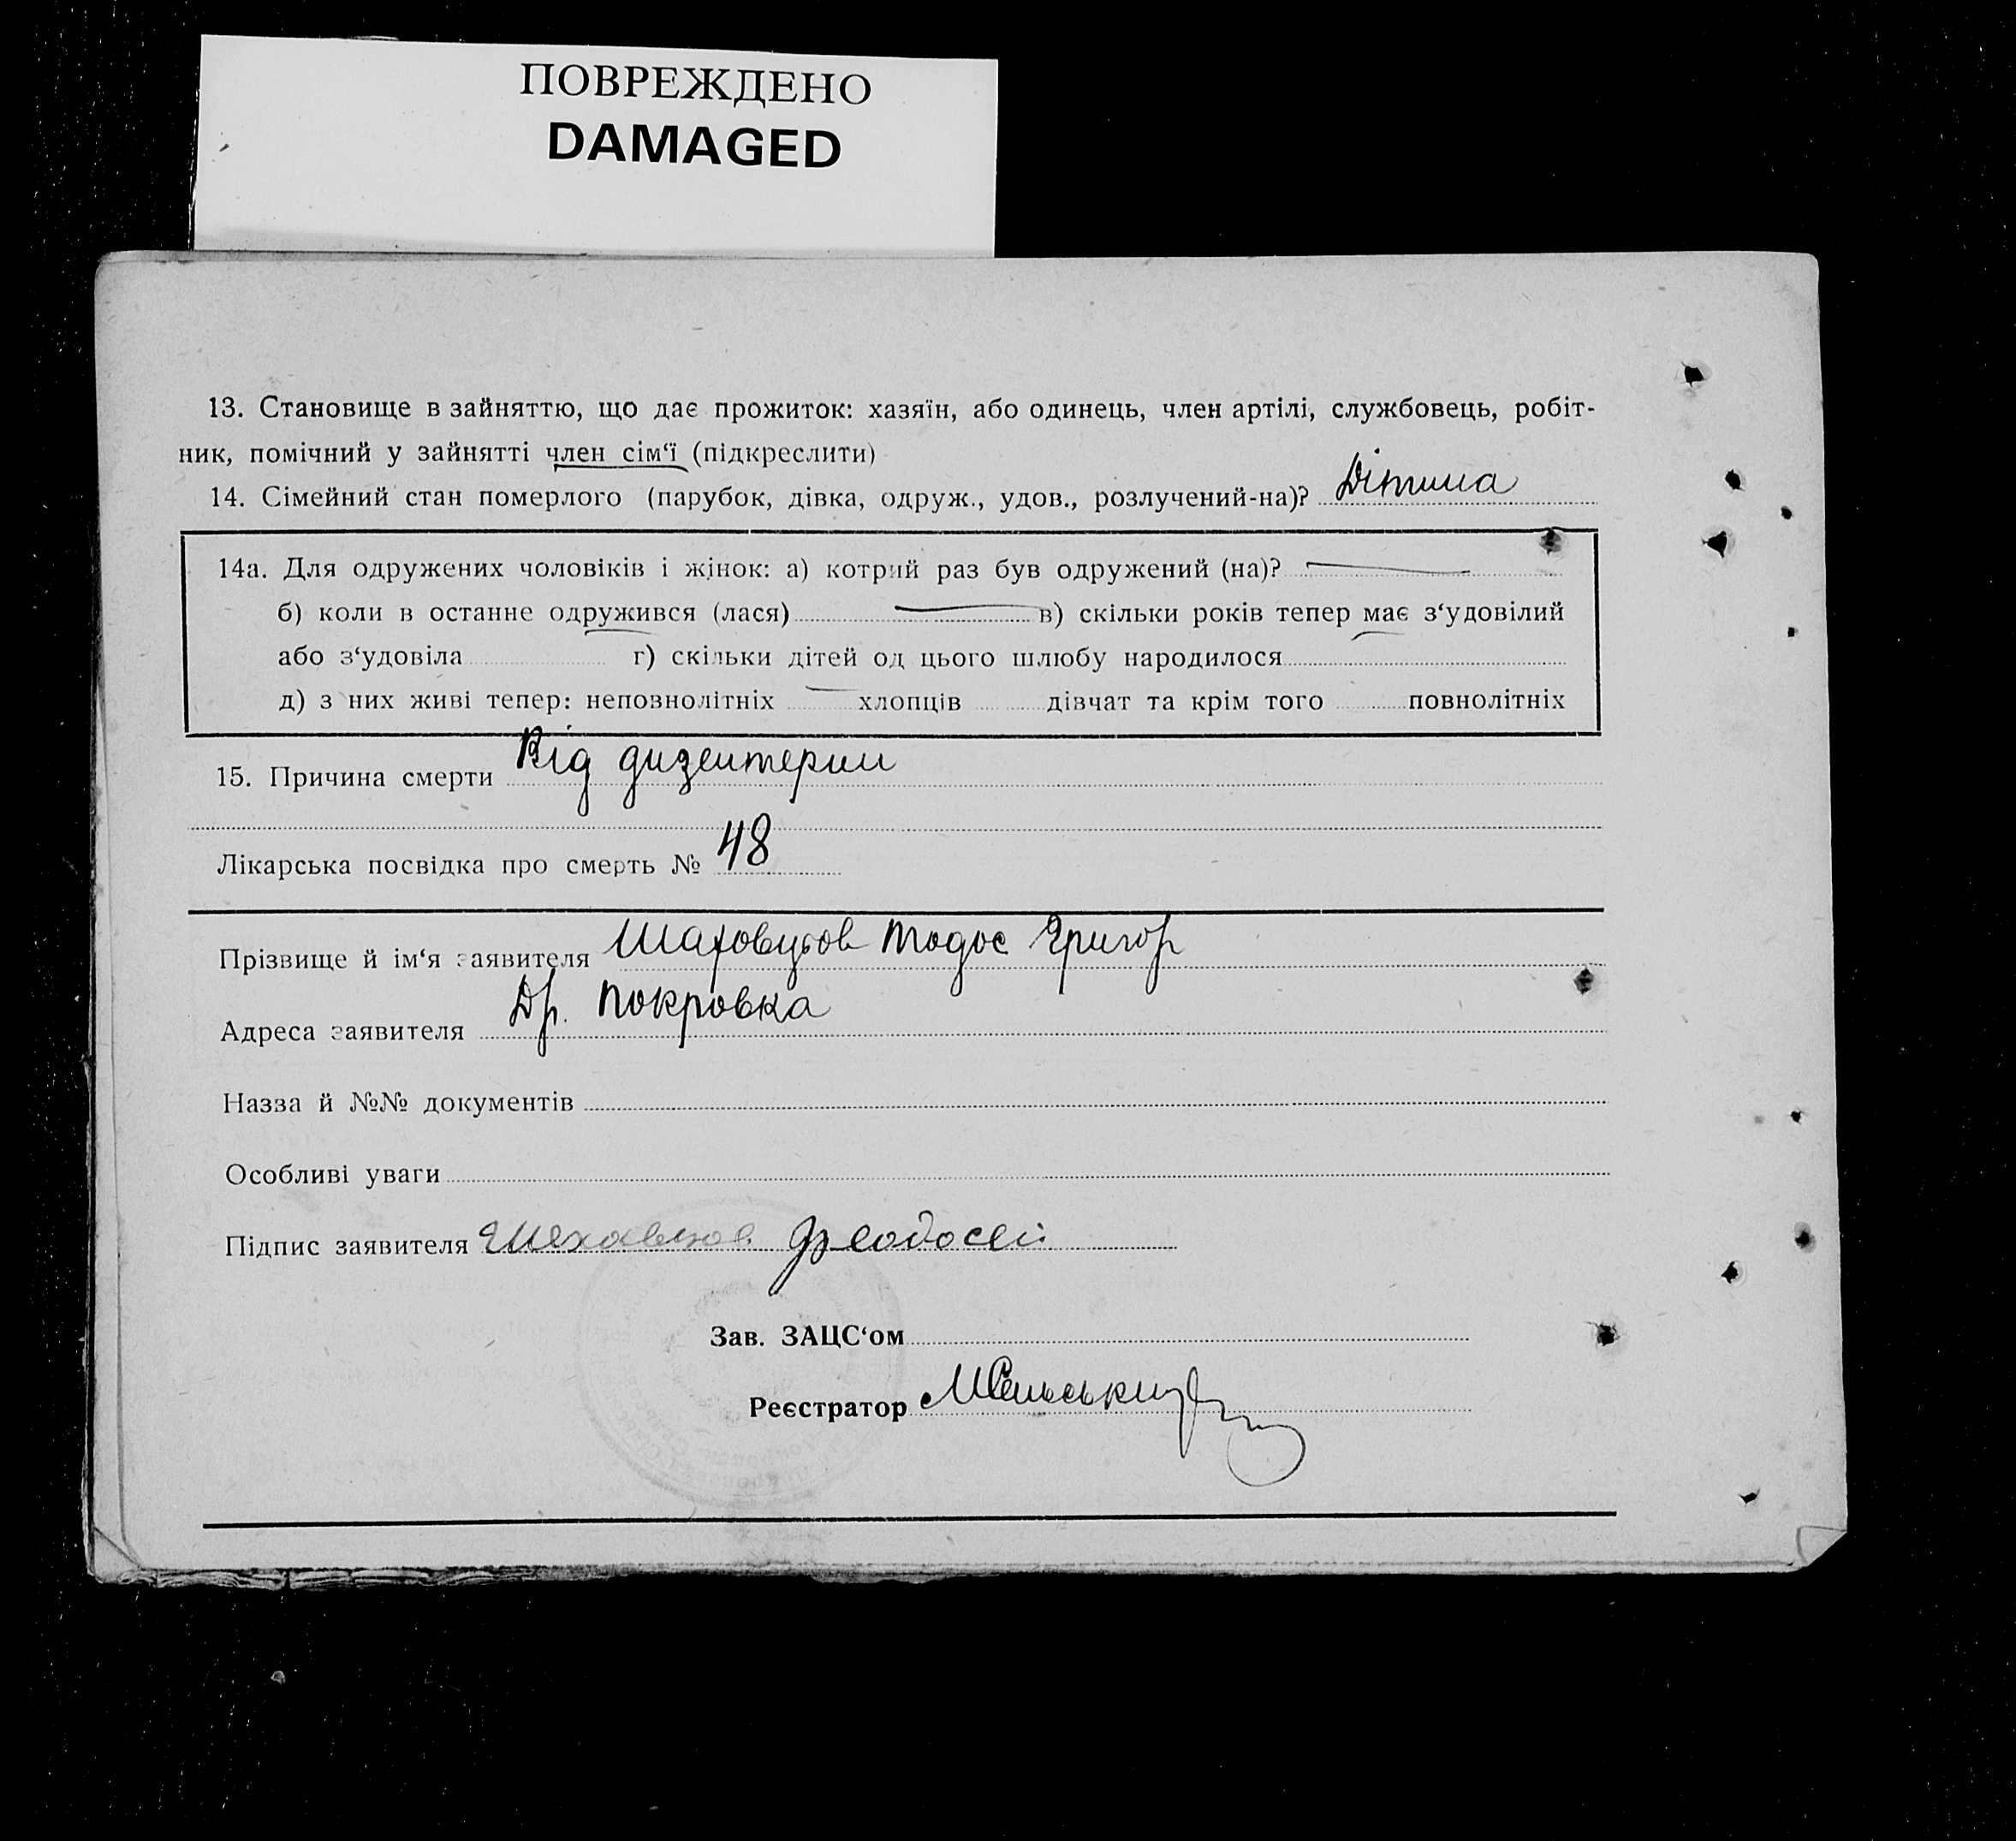 ПОВРЕЖДЕНО
DAMAGED
13. Становище в зайняттю, що дає прожиток: хазяїн, або одинець, член артілі, службовець, робіт-
ник, помічний у зайнятті член сім‘ї (підкреслити)
14. Сімейний стан померлого (парубок, дівка, одруж., удов., розлучений-на)? Дітина
14а. Для одружених чоловіків і жінок: а) котрий раз був одружений (на)?
б) коли в останне одружився (лася) в) скільки років тепер має з‘удовілий
або з‘удовіла г) скільки дітей од цього шлюбу народилося
д) з них живі тепер: неповнолітніх хлопців дівчат та крім того повнолітніх
15. Причина смерти Від дизентерии
Лікарська посвідка про смерть № 48
Прізвище й ім‘я заявителя Шаховцов Тодос Григор
Адреса заявителя Др. Покровка
Назва й №№ документів
Особливі уваги
Підпис заявителя Феодосей
Зав. ЗАЦС‘ом
Реєстратор